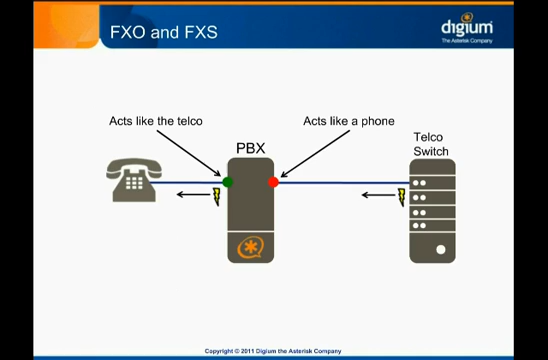 FXO and FXS
digium
The Asterisk Company
Acts like the telco
Acts like a phone
PBX
Telco
Switch
Copyright © 2011 Digium the Asterisk Company